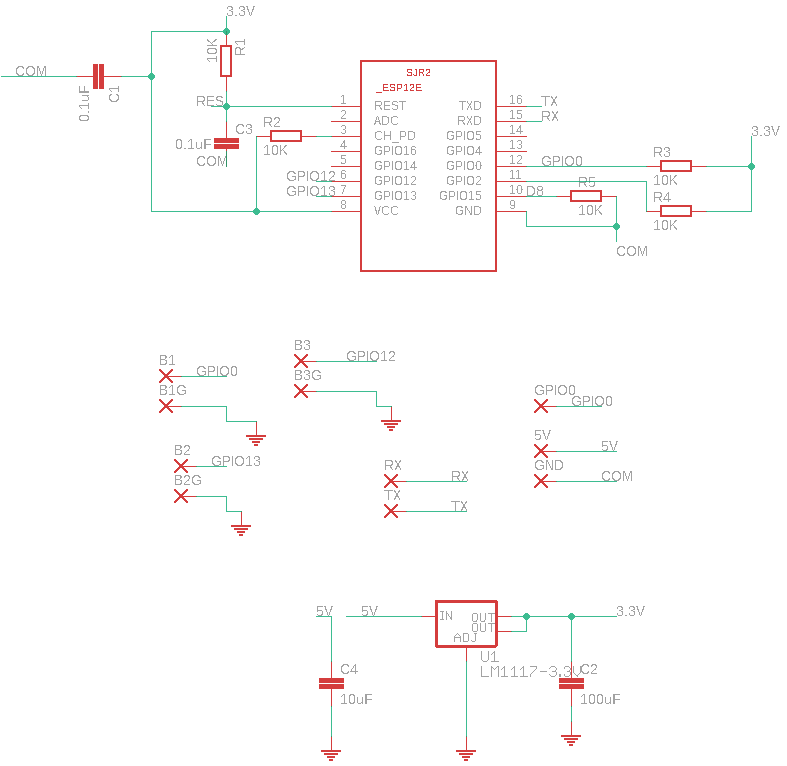 3.3V
10K
R1
COM
0.1uF
C1
RES
0.1uF
C3
COM
R2
10K
SJR2
_ESP12E
1 REST TXD 16 TX
2 ADC RXD 15 RX
3 CH_PD GPIO5 14
4 GPIO16 GPIO4 13
5 GPIO14 GPIO0 12 GPIO0
GPIO12 6 GPIO12 GPIO2 11
GPIO13 7 GPIO13 GPIO15 10 D8
8 VCC GND 9
3.3V
R3
10K
R5
10K
R4
10K
COM
B1
GPIO0
B1G
B3
GPIO12
B3G
GPIO0
GPIO0
5V
5V
GND
COM
B2
GPIO13
B2G
RX
RX
TX
TX
5V
5V
IN OUT
OUT
ADJ
3.3V
U1
LM1117-3.3V
C4
10uF
C2
100uF